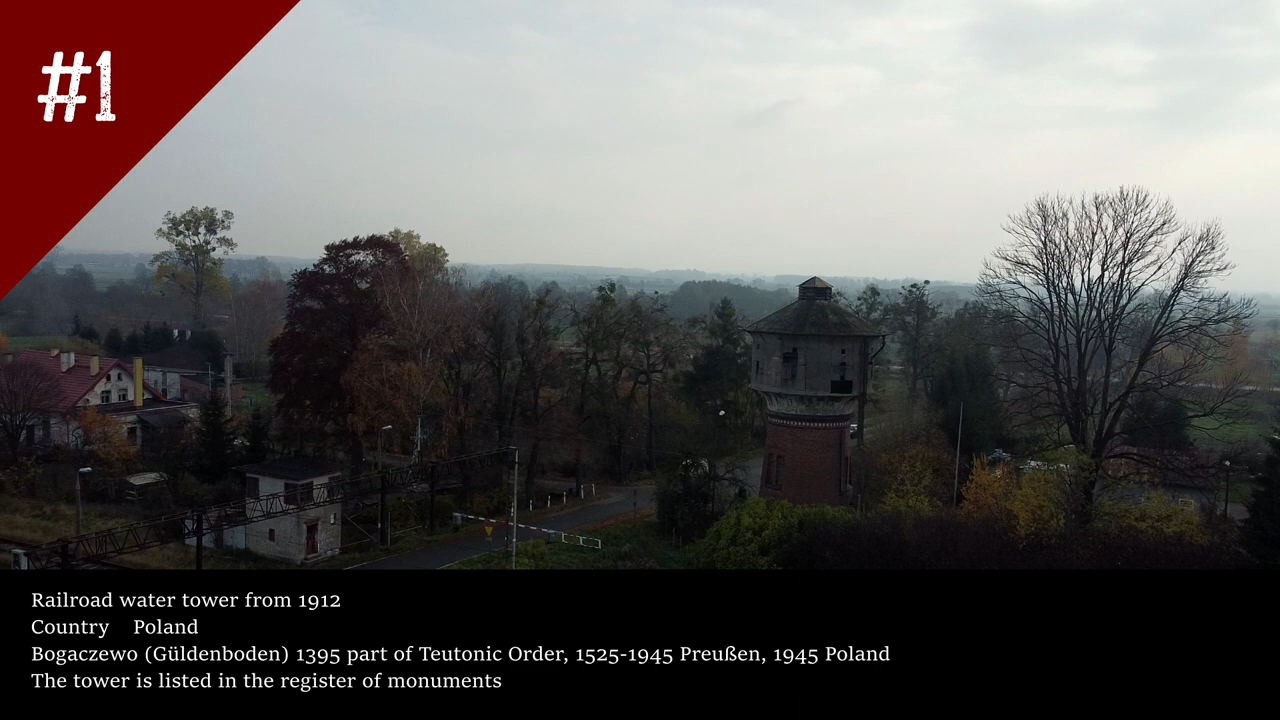 #1
Railroad water tower from 1912
Country Poland
Bogaczewo (Güldenboden) 1395 part of Teutonic Order, 1525-1945 Preußen, 1945 Poland
The tower is listed in the register of monuments